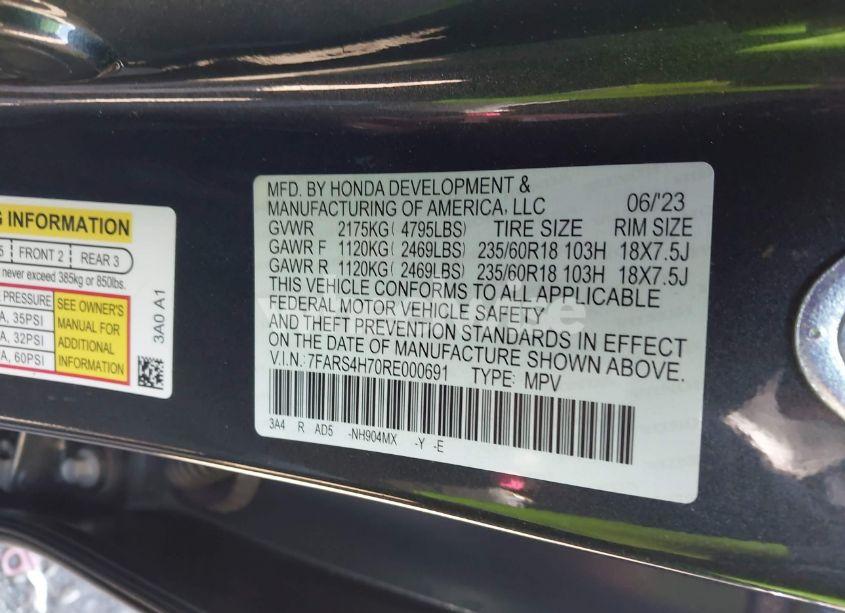 G INFORMATION
5 FRONT 2 REAR 3
never exceed 385kg or 850lbs.
PRESSURE
A, 35PSI
A, 32PSI
A, 60PSI
SEE OWNER'S
MANUAL FOR
ADDITIONAL
INFORMATION
3A0 A1
MFD. BY HONDA DEVELOPMENT &
MANUFACTURING OF AMERICA, LLC 06/'23
GVWR 2175KG( 4795LBS) TIRE SIZE RIM SIZE
GAWR F 1120KG( 2469LBS) 235/60R18 103H 18X7.5J
GAWR R 1120KG( 2469LBS) 235/60R18 103H 18X7.5J
THIS VEHICLE CONFORMS TO ALL APPLICABLE
FEDERAL MOTOR VEHICLE SAFETY
AND THEFT PREVENTION STANDARDS IN EFFECT
ON THE DATE OF MANUFACTURE SHOWN ABOVE.
V.I.N.: 7FARS4H70RE000691 TYPE: MPV
3A4 R AD5 -NH904MX -Y -E